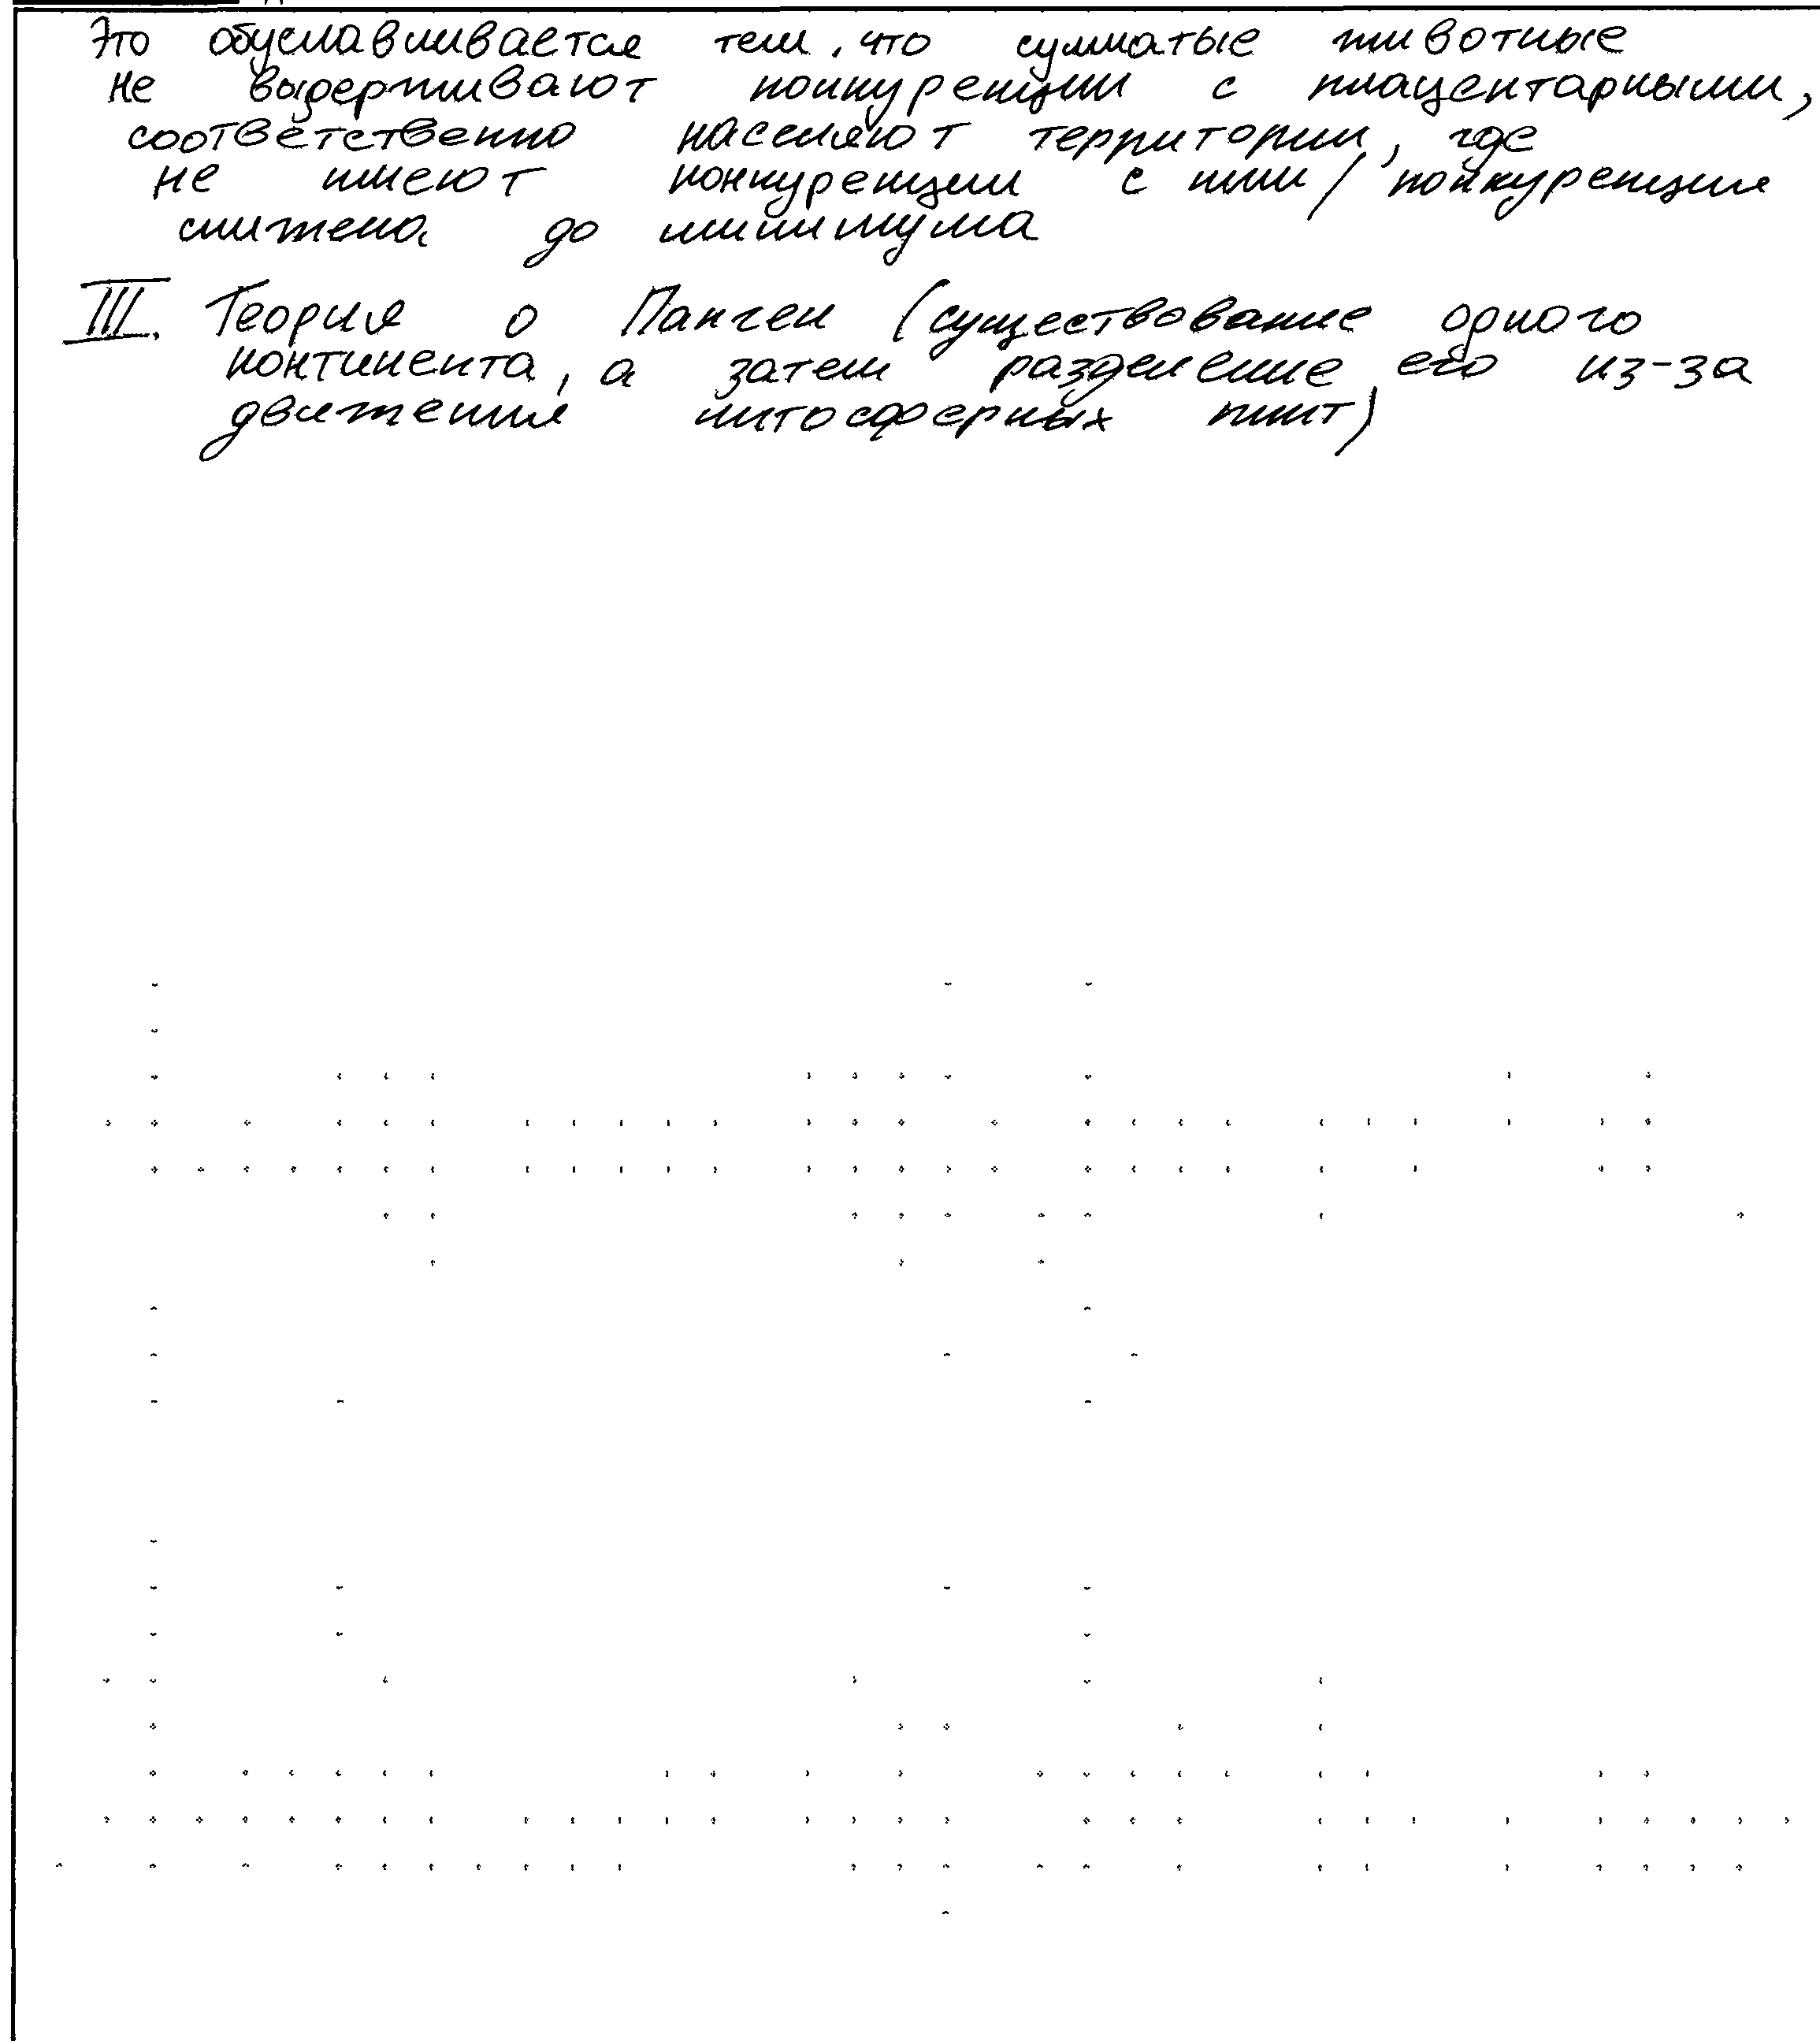 Это обуславливается тем, что сумчатые животные
не выдерживают конкуренции с плацентарными,
соответственно населяют территории, где
не имеют конкуренции с ними / конкуренция
снижена до минимума
III. Теория о Пангеи (существование одного
континента, а затем разделение его из-за
движения литосферных плит)